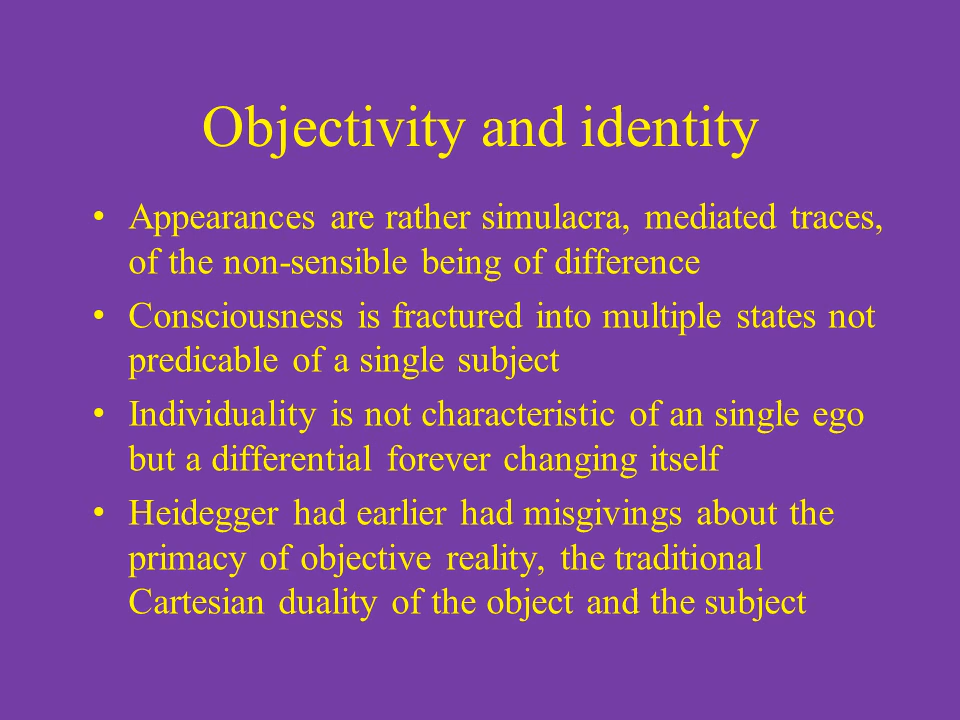 Objectivity and identity
• Appearances are rather simulacra, mediated traces,
of the non-sensible being of difference
• Consciousness is fractured into multiple states not
predicable of a single subject
• Individuality is not characteristic of an single ego
but a differential forever changing itself
• Heidegger had earlier had misgivings about the
primacy of objective reality, the traditional
Cartesian duality of the object and the subject